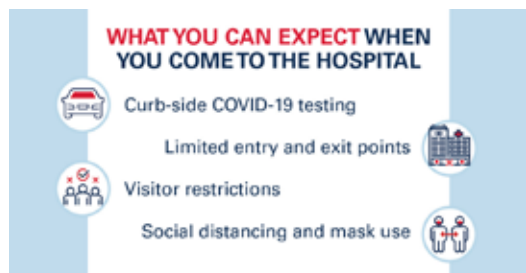 WHAT YOU CAN EXPECT WHEN
YOU COME TO THE HOSPITAL
Curb-side COVID-19 testing
Limited entry and exit points
Visitor restrictions
Social distancing and mask use